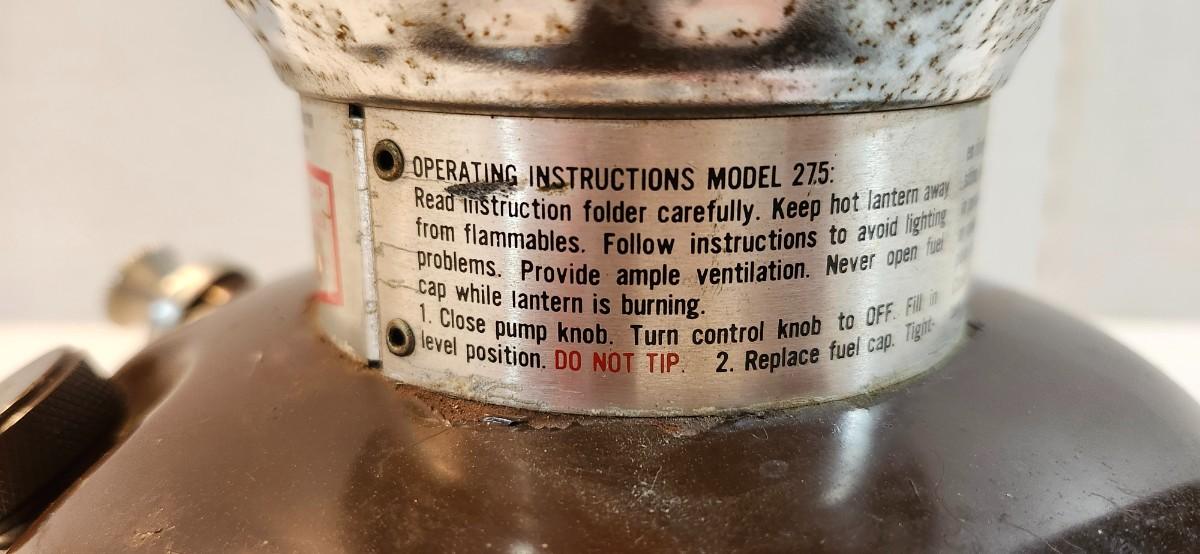 OPERATING INSTRUCTIONS MODEL 275:
Read instruction folder carefully. Keep hot lantern away
from flammables. Follow instructions to avoid lighting
problems. Provide ample ventilation. Never open fuel
cap while lantern is burning.
1. Close pump knob. Turn control knob to OFF. Fill in
level position. DO NOT TIP. 2. Replace fuel cap. Tight-